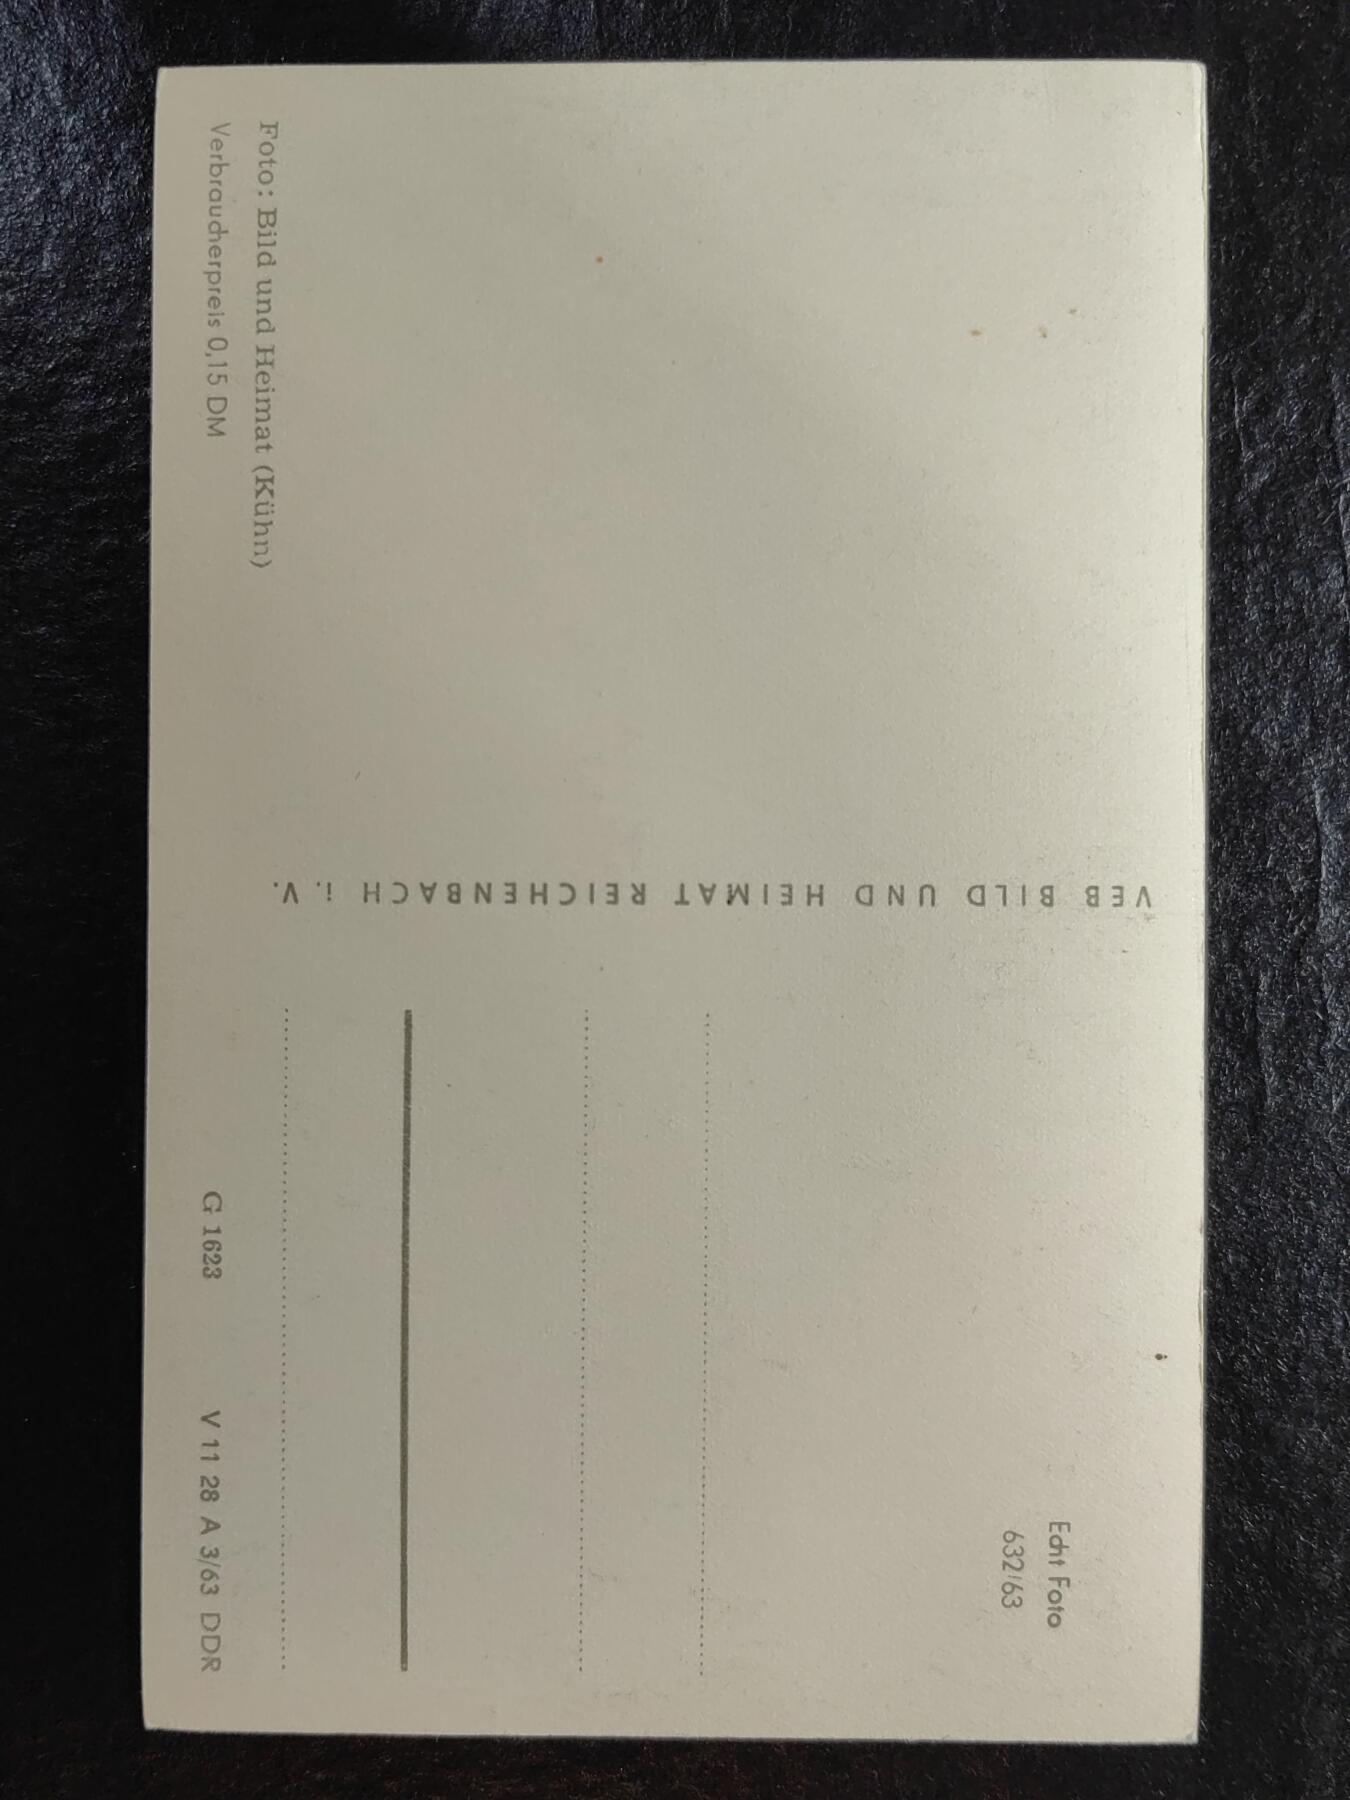 Foto: Bild und Heimat (Kühn)
Verbraucherpreis 0,15 DM
VEB BILD UND HEIMAT REICHENBACH i. V.
Echt Foto
632/63
G 1623
V 11 28 A 3/63 DDR